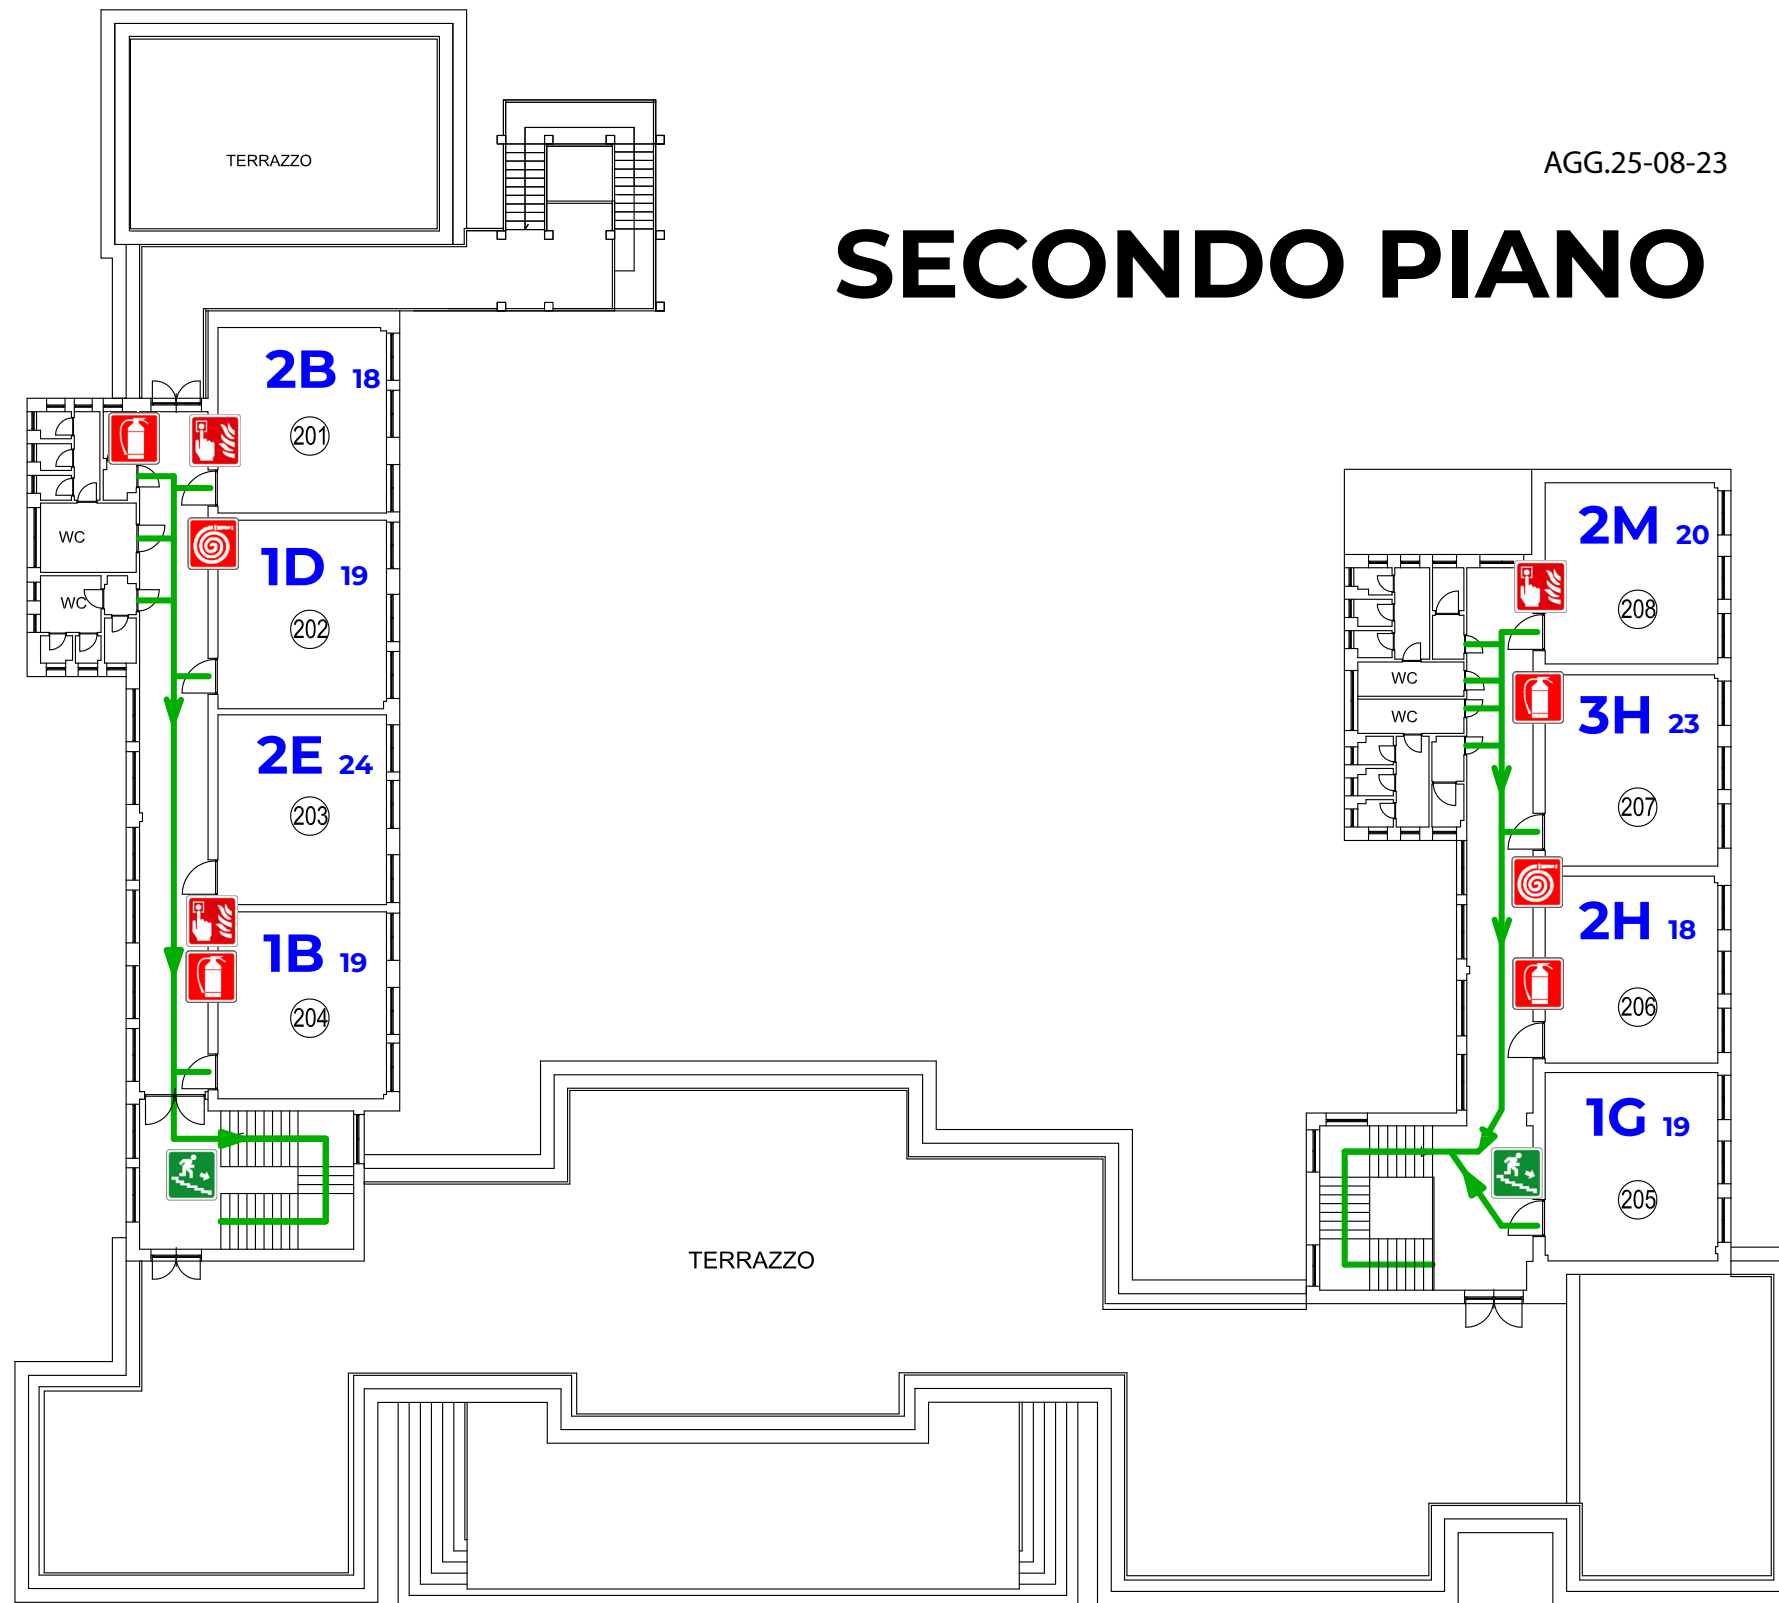 TERRAZZO
AGG.25-08-23
SECONDO PIANO
2B 18
201
WC
1D 19
WC
202
2E 24
203
1B 19
204
2M 20
208
WC
3H 23
WC
207
2H 18
206
1G 19
205
TERRAZZO